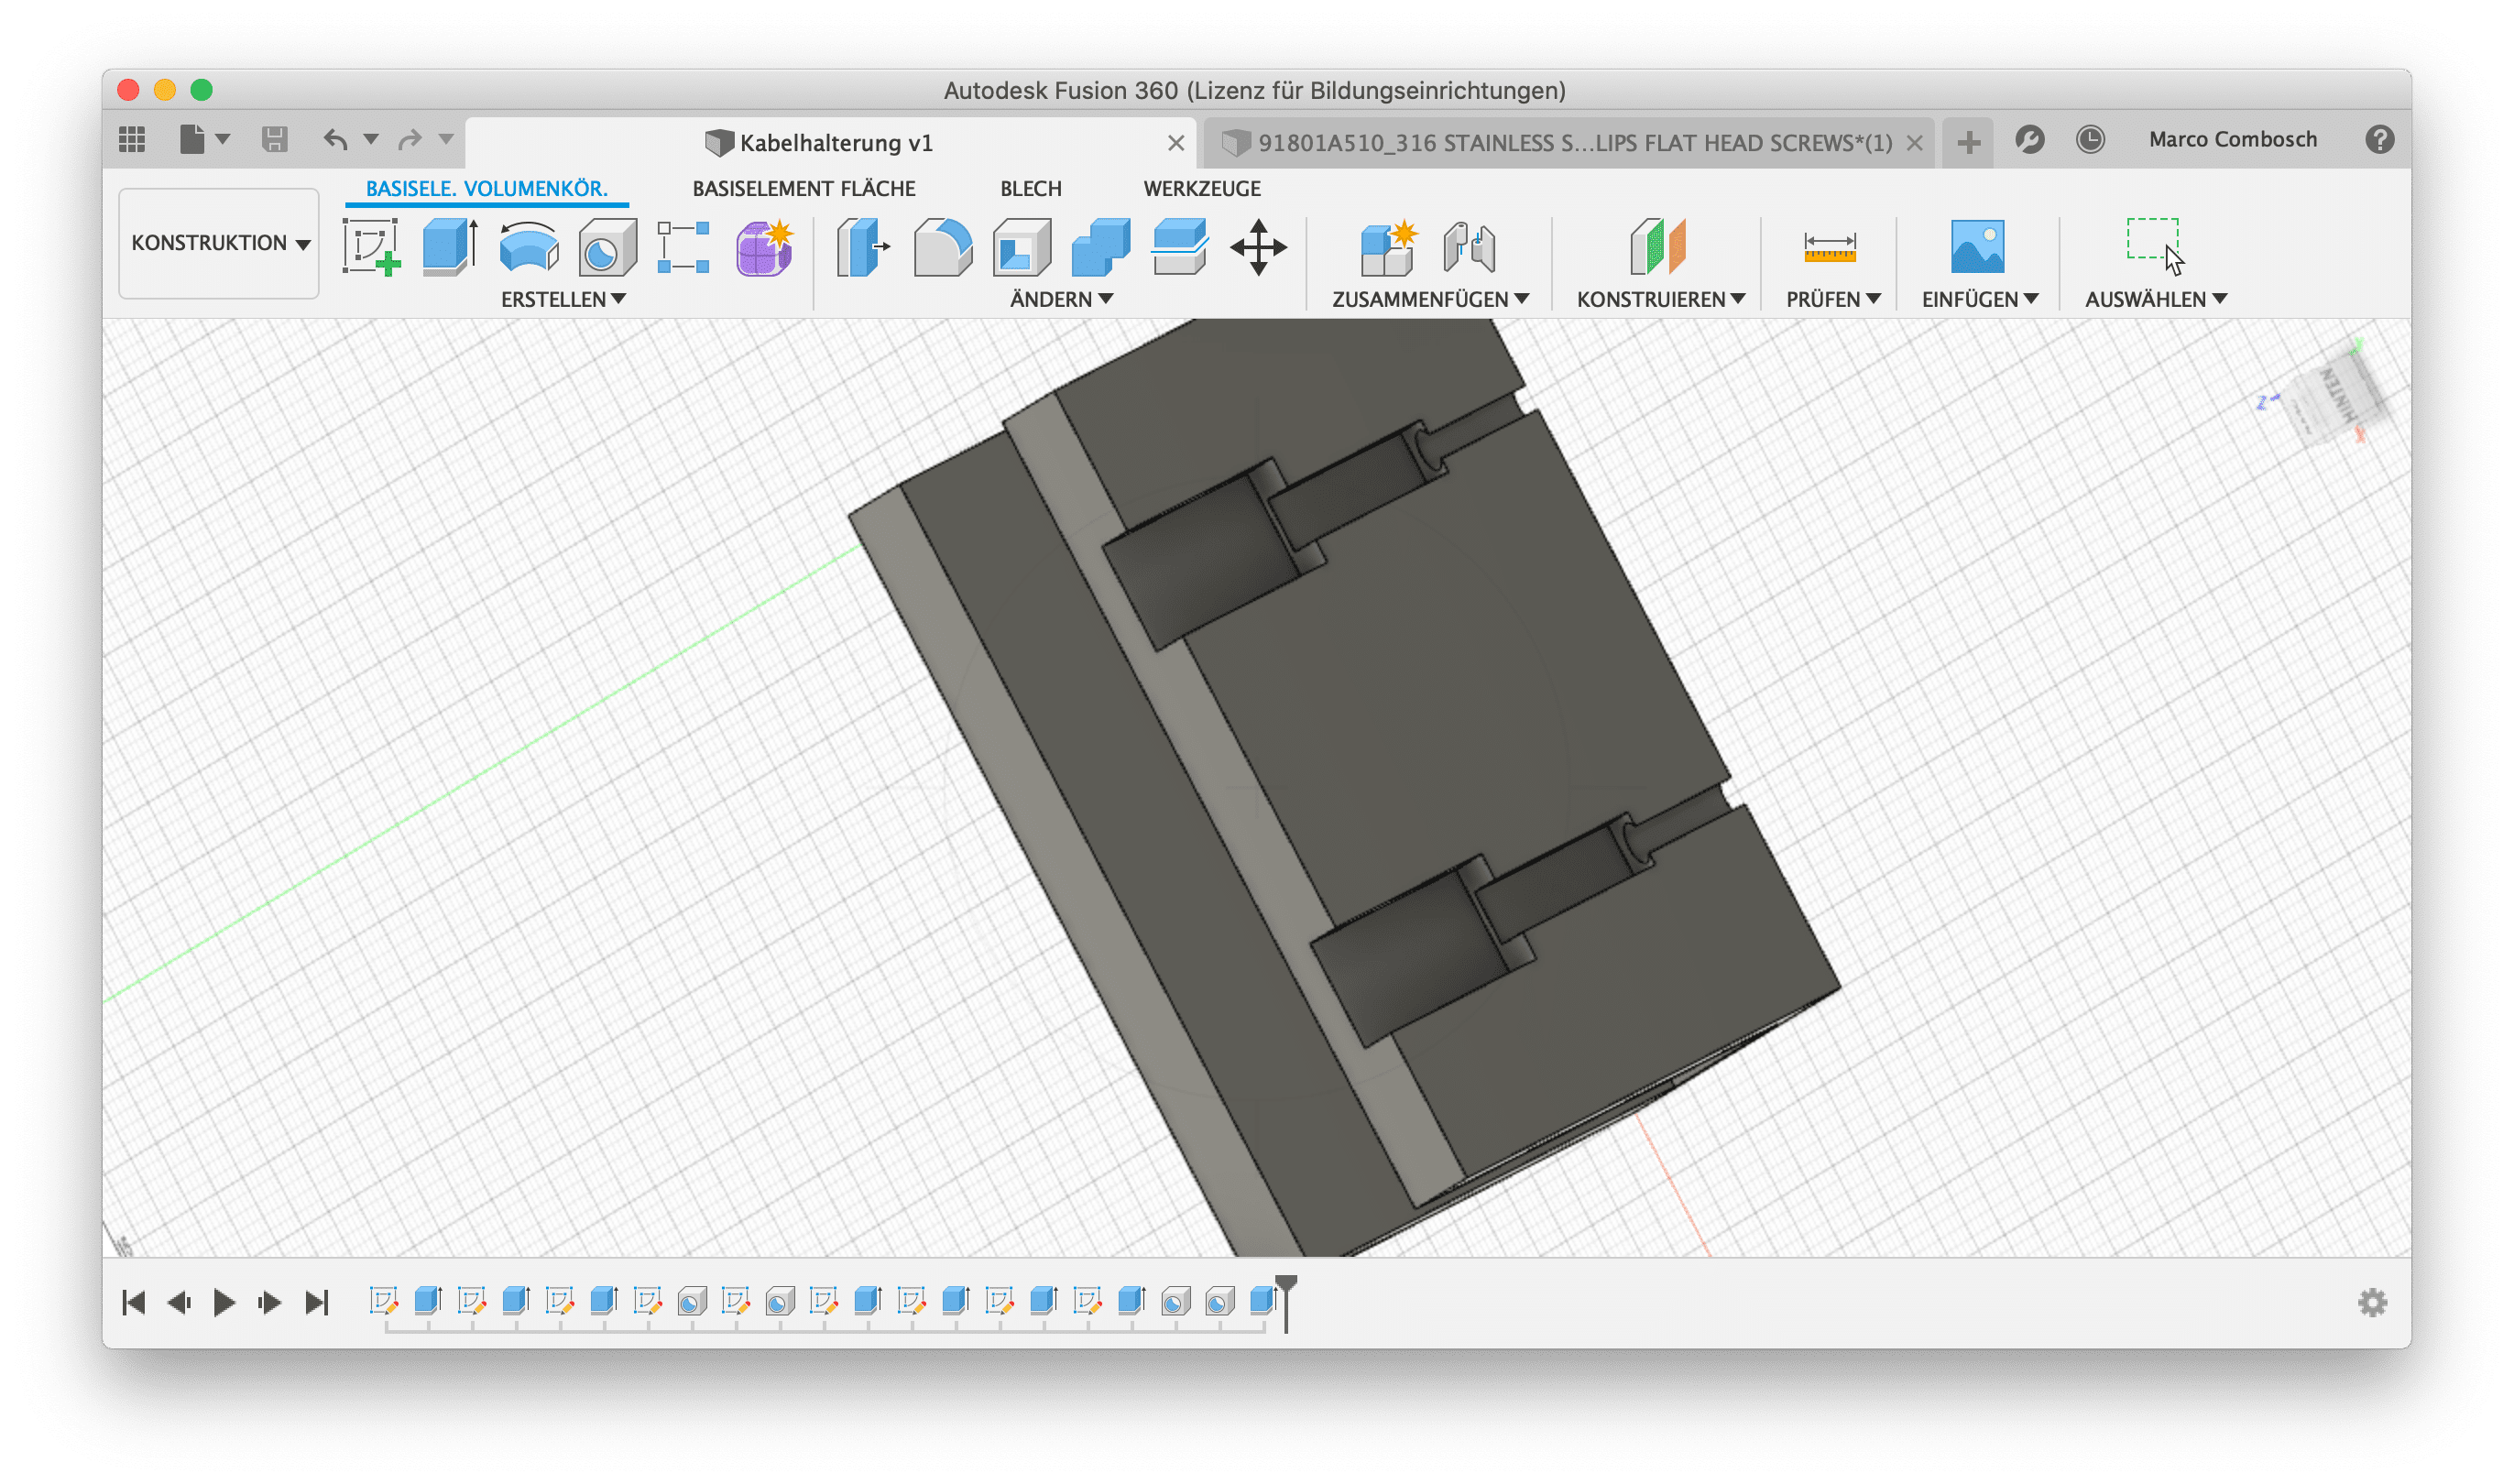 Autodesk Fusion 360 (Lizenz für Bildungseinrichtungen)
Kabelhalterung v1
91801A510_316 STAINLESS S...LIPS FLAT HEAD SCREWS*(1)
Marco Combosch
BASISELE. VOLUMENKÖR.
BASISELEMENT FLÄCHE
BLECH
WERKZEUGE
KONSTRUKTION
ERSTELLEN
ÄNDERN
ZUSAMMENFÜGEN
KONSTRUIEREN
PRÜFEN
EINFÜGEN
AUSWÄHLEN
HINTEN
Z
X